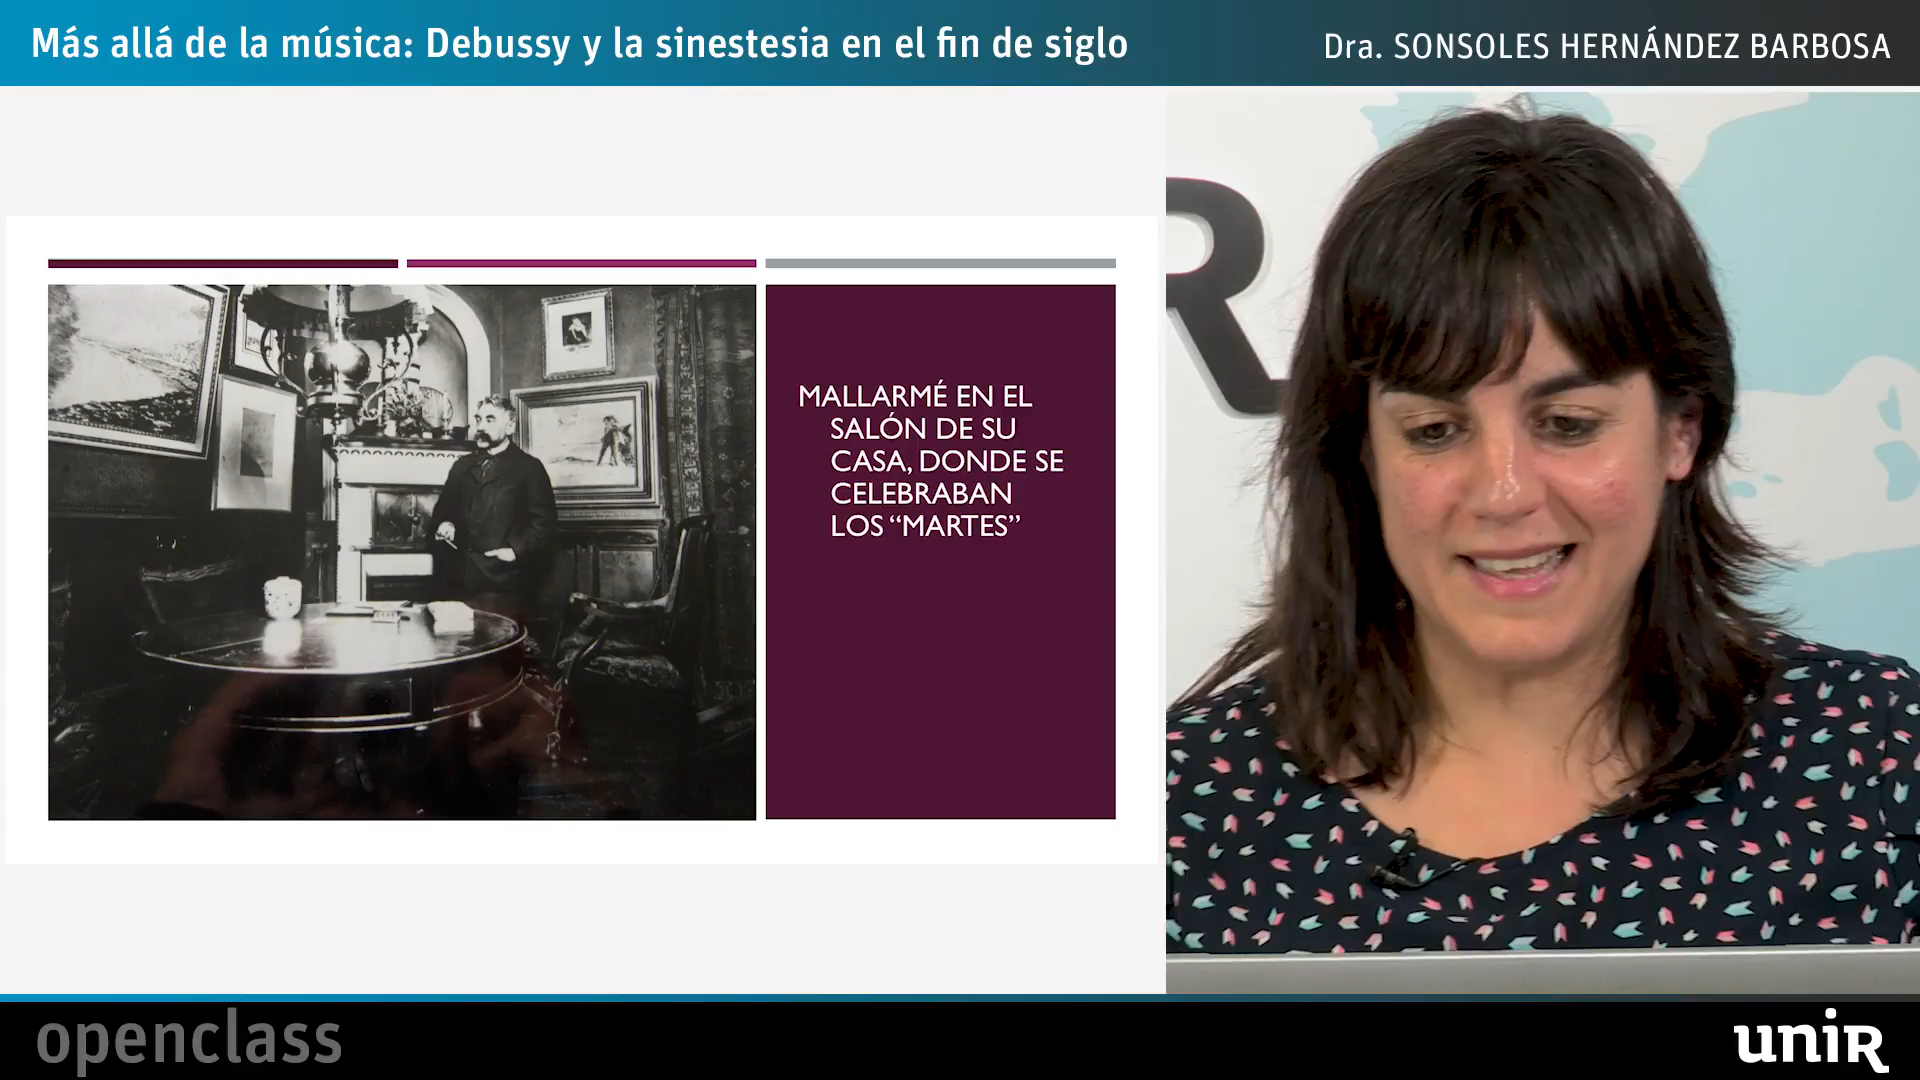 Más allá de la música: Debussy y la sinestesia en el fin de siglo
Dra. SONSOLES HERNÁNDEZ BARBOSA
R
MALLARMÉ EN EL
SALÓN DE SU
CASA, DONDE SE
CELEBRABAN
LOS “MARTES”
openclass
uniR